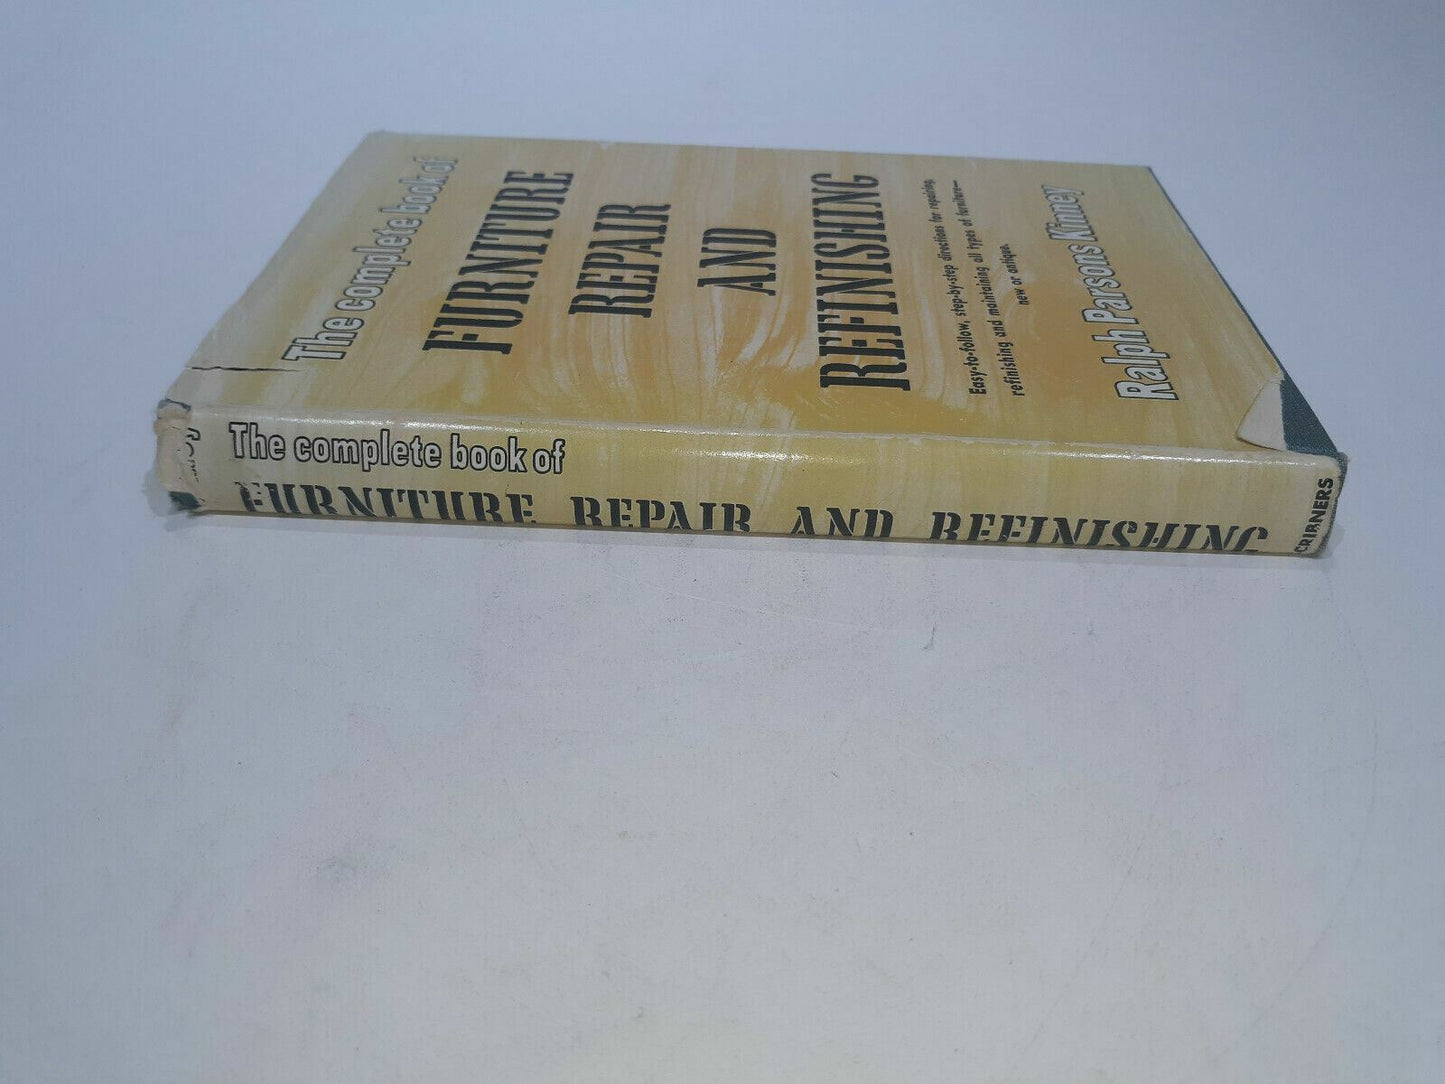 The complete book of
FURNITURE
REPAIR
AND
REFINISHING
Easy-to-follow, step-by-step directions for repairing,
refinishing and maintaining all types of furniture—
new or antique.
Ralph Parsons Kinney
The complete book of
FURNITURE REPAIR AND REFINISHING
CRIBNERS